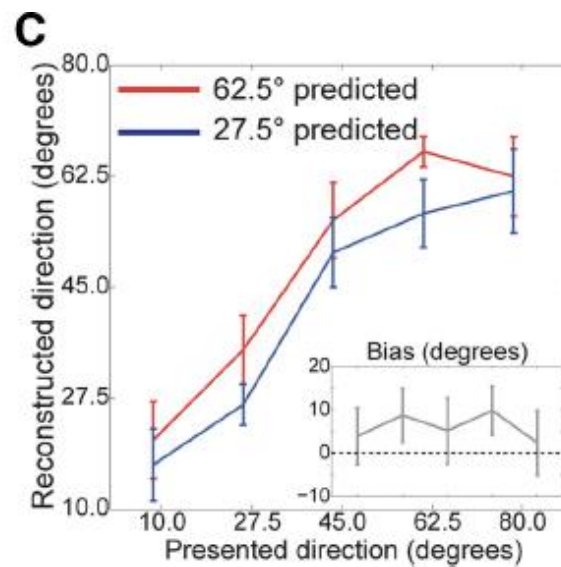 C
80.0
62.5° predicted
27.5° predicted
62.5
45.0
27.5
10.0
Reconstructed direction (degrees)
Bias (degrees)
20
10
0
−10
10.0 27.5 45.0 62.5 80.0
Presented direction (degrees)